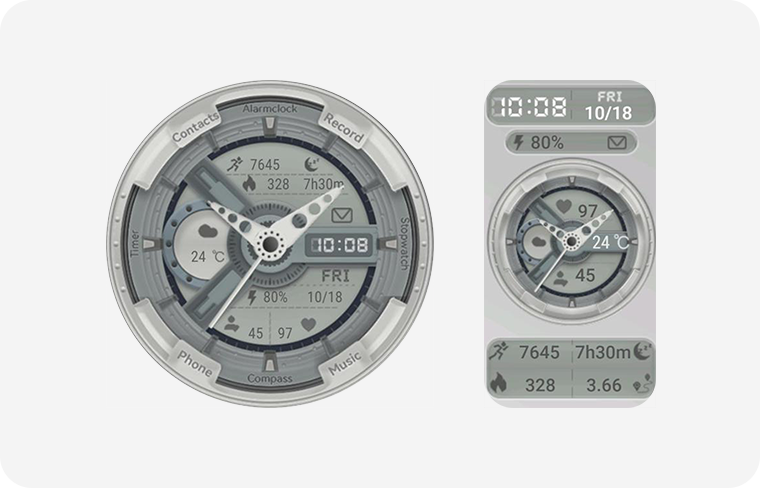 Alarmclock
Contacts
Record
7645
328 7h30m
Timer
Stopwatch
10:08
24 ℃
FRI
80% 10/18
45 97
Phone
Music
Compass
10:08 FRI
10/18
80%
97
24 ℃
45
7645 7h30m
328 3.66